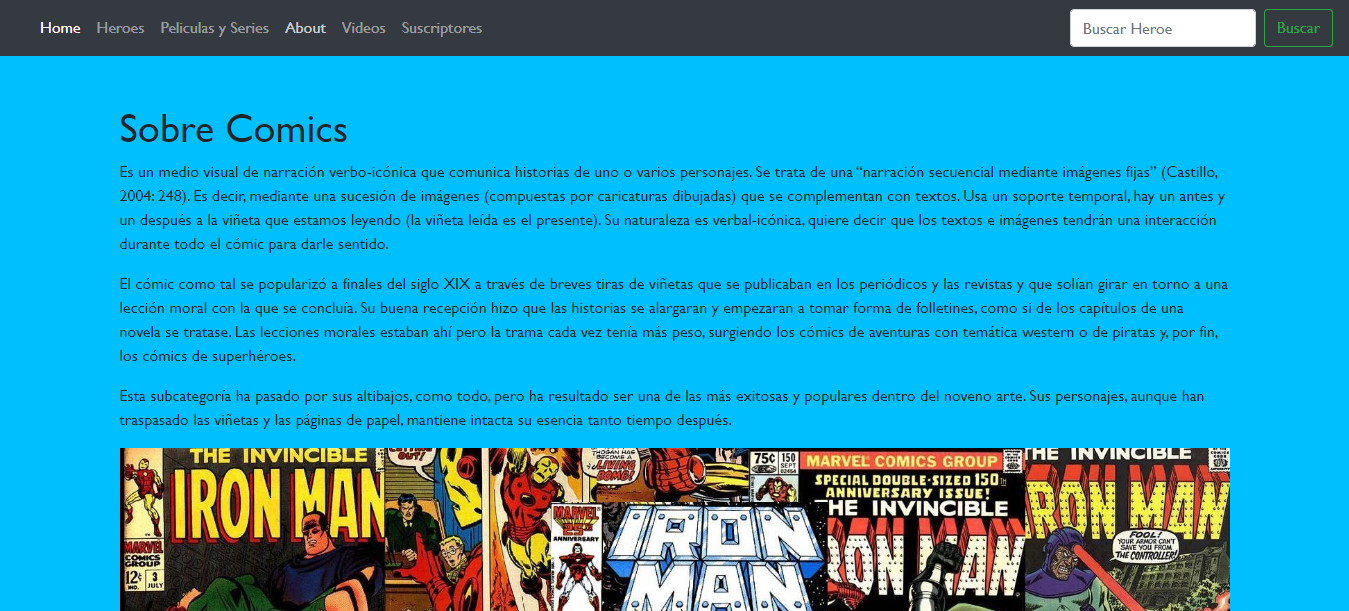 Home Heroes Peliculas y Series About Videos Suscriptores Buscar Heroe Buscar
Sobre Comics
Es un medio visual de narración verbo-icónica que comunica historias de uno o varios personajes. Se trata de una “narración secuencial mediante imágenes fijas” (Castillo,
2004: 248). Es decir, mediante una sucesión de imágenes (compuestas por caricaturas dibujadas) que se complementan con textos. Usa un soporte temporal, hay un antes y
un después a la viñeta que estamos leyendo (la viñeta leída es el presente). Su naturaleza es verbal-icónica, quiere decir que los textos e imágenes tendrán una interacción
durante todo el cómic para darle sentido.
El cómic como tal se popularizó a finales del siglo XIX a través de breves tiras de viñetas que se publicaban en los periódicos y las revistas y que solían girar en torno a una
lección moral con la que se concluía. Su buena recepción hizo que las historias se alargaran y empezaran a tomar forma de folletines, como si de los capítulos de una
novela se tratase. Las lecciones morales estaban ahí pero la trama cada vez tenía más peso, surgiendo los cómics de aventuras con temática western o de piratas y, por fin,
los cómics de superhéroes.
Esta subcategoría ha pasado por sus altibajos, como todo, pero ha resultado ser una de las más exitosas y populares dentro del noveno arte. Sus personajes, aunque han
traspasado las viñetas y las páginas de papel, mantiene intacta su esencia tanto tiempo después.
THE INVINCIBLE
IRON MAN
MARVEL
COMICS
GROUP
12¢
NO. 3 JULY
OUT!
HAS
BECOME A
LIVING
BOMB!
MARVEL
25TH
ANNIVERSARY
IRON
MAN
75¢ 150
SEPT
02454
MARVEL COMICS GROUP
SPECIAL DOUBLE-SIZED 150th
ANNIVERSARY ISSUE!
THE INVINCIBLE
IRON MAN
THE INVINCIBLE
IRON MAN
FOOL!
YOUR ARMOR CAN'T
SAVE YOU FROM
THE CONTROLLER!